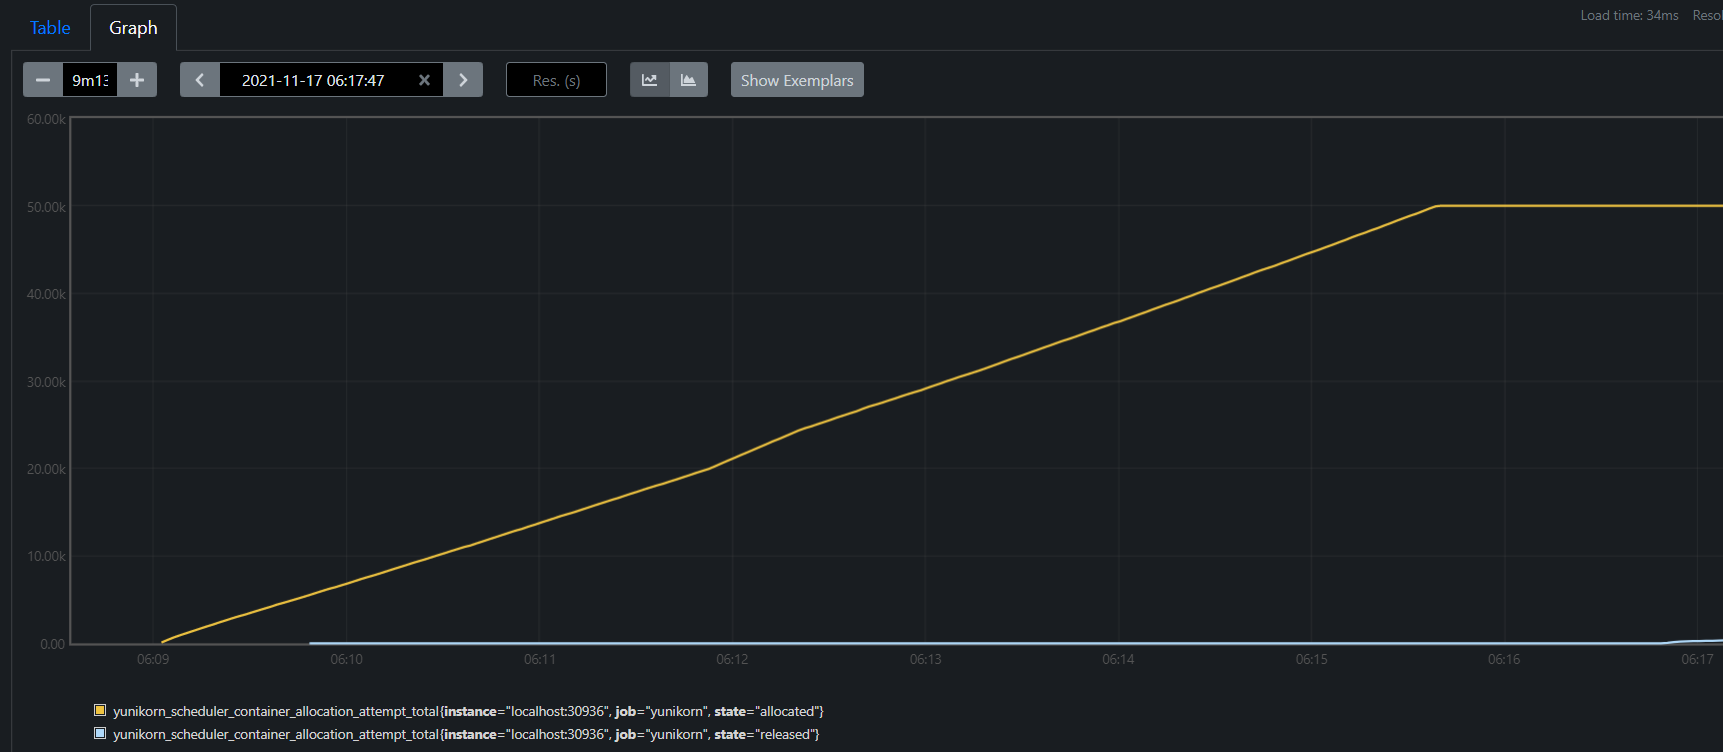 Load time: 34ms Resol
Table Graph
− 9m13 + 2021-11-17 06:17:47 × Res. (s) Show Exemplars
60.00k
50.00k
40.00k
30.00k
20.00k
10.00k
0.00
06:09 06:10 06:11 06:12 06:13 06:14 06:15 06:16 06:17
yunikorn_scheduler_container_allocation_attempt_total{instance="localhost:30936", job="yunikorn", state="allocated"}
yunikorn_scheduler_container_allocation_attempt_total{instance="localhost:30936", job="yunikorn", state="released"}